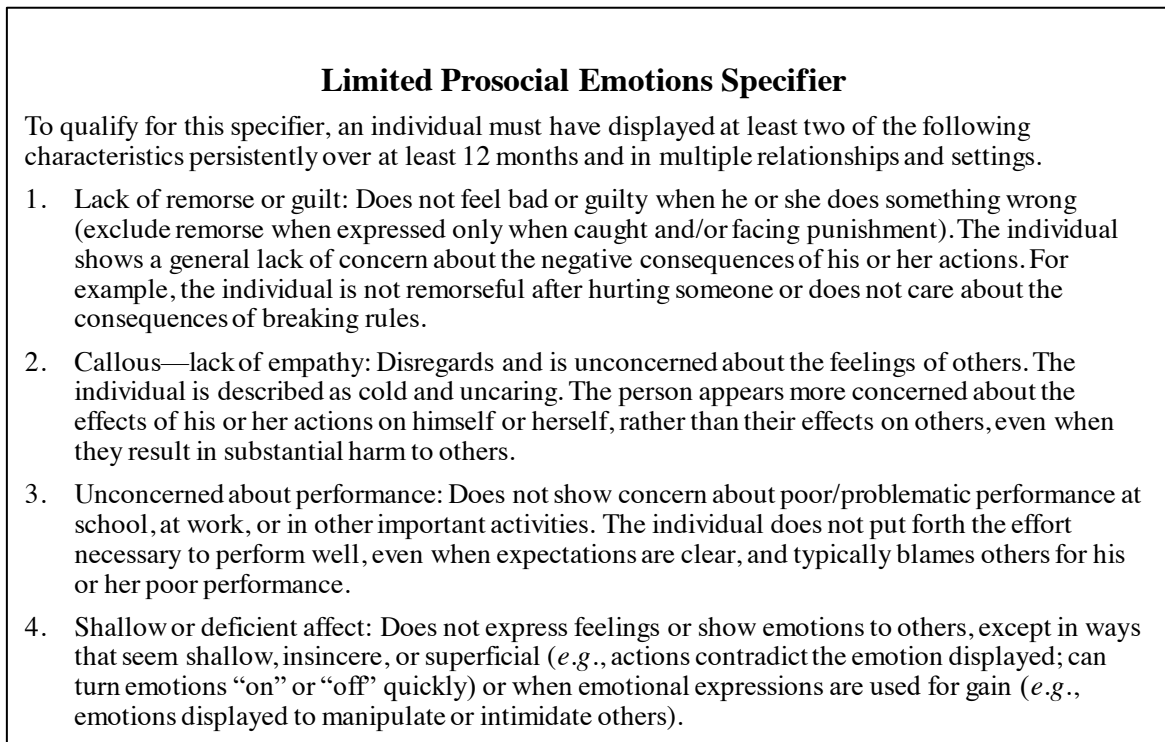 Limited Prosocial Emotions Specifier
To qualify for this specifier, an individual must have displayed at least two of the following
characteristics persistently over at least 12 months and in multiple relationships and settings.
1. Lack of remorse or guilt: Does not feel bad or guilty when he or she does something wrong
(exclude remorse when expressed only when caught and/or facing punishment). The individual
shows a general lack of concern about the negative consequences of his or her actions. For
example, the individual is not remorseful after hurting someone or does not care about the
consequences of breaking rules.
2. Callous—lack of empathy: Disregards and is unconcerned about the feelings of others. The
individual is described as cold and uncaring. The person appears more concerned about the
effects of his or her actions on himself or herself, rather than their effects on others, even when
they result in substantial harm to others.
3. Unconcerned about performance: Does not show concern about poor/problematic performance at
school, at work, or in other important activities. The individual does not put forth the effort
necessary to perform well, even when expectations are clear, and typically blames others for his
or her poor performance.
4. Shallow or deficient affect: Does not express feelings or show emotions to others, except in ways
that seem shallow, insincere, or superficial (e.g., actions contradict the emotion displayed; can
turn emotions “on” or “off” quickly) or when emotional expressions are used for gain (e.g.,
emotions displayed to manipulate or intimidate others).